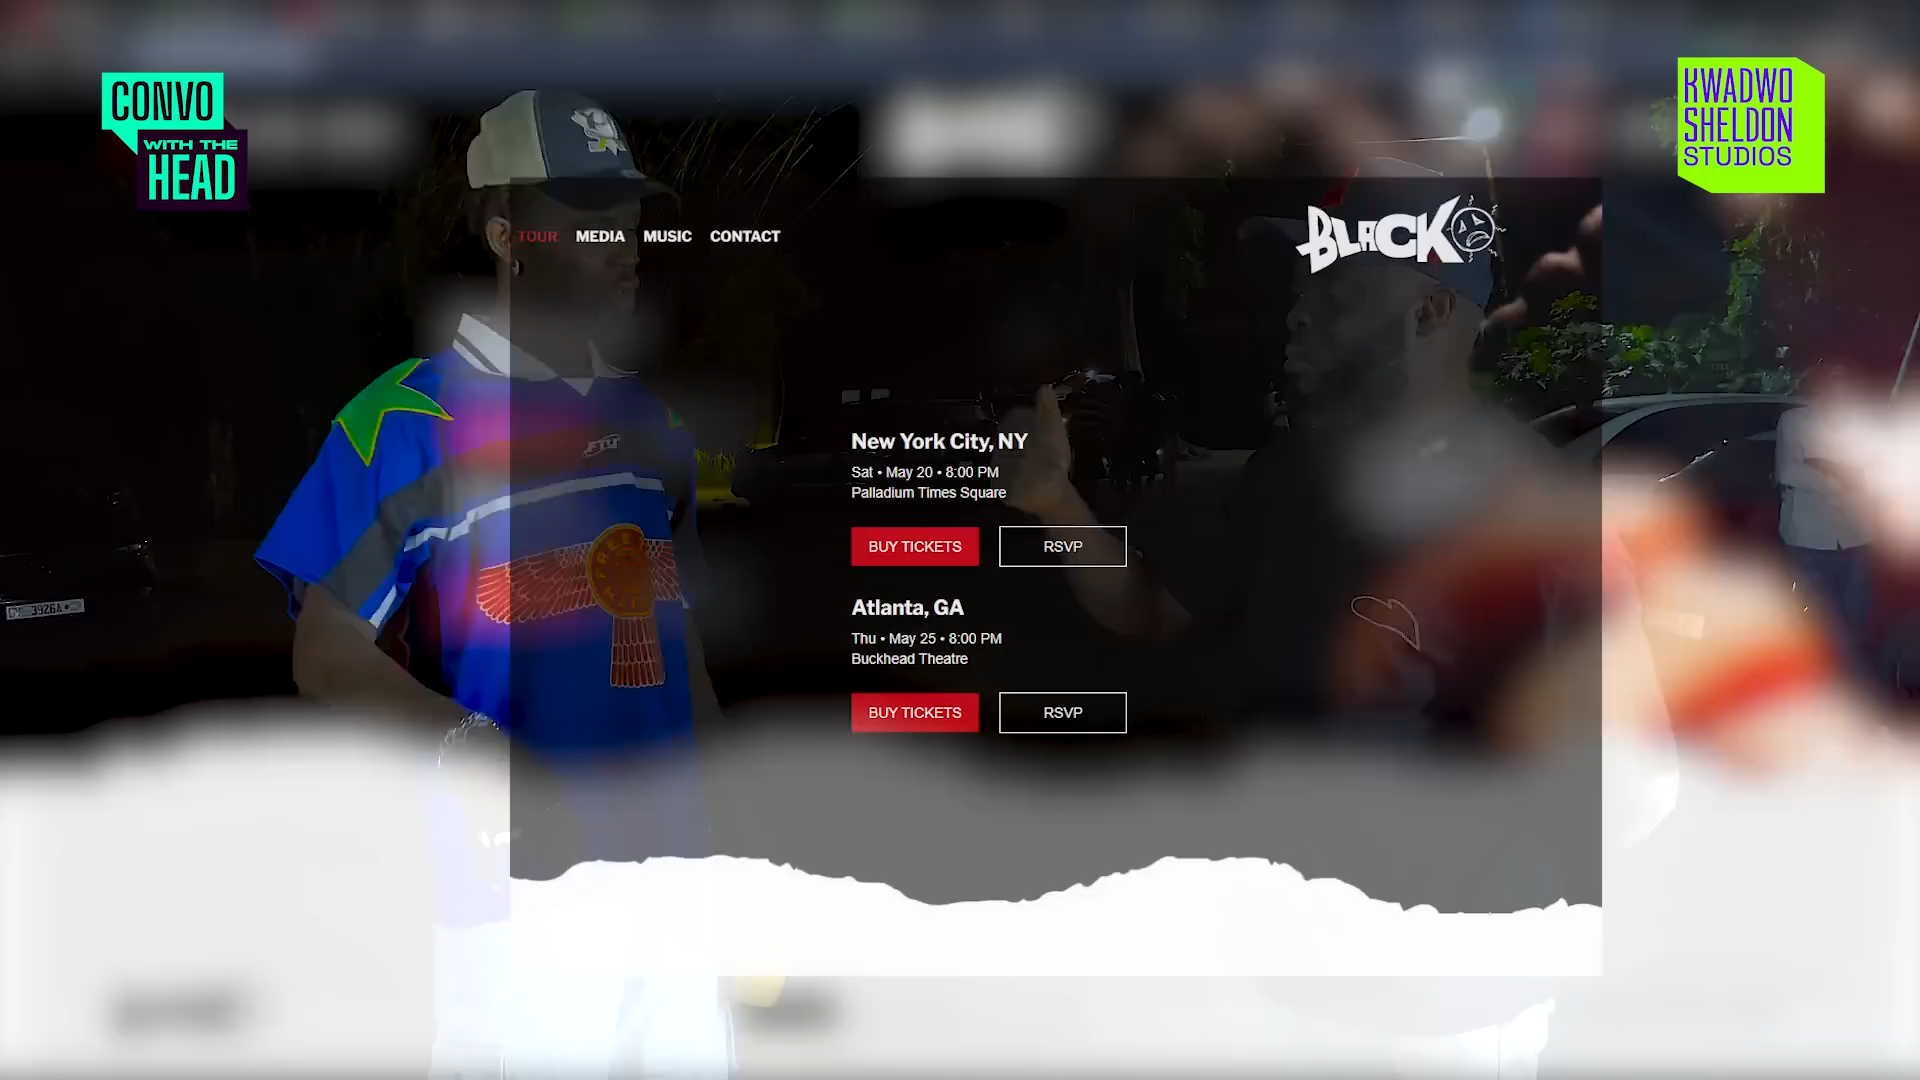 CONVO
WITH THE
HEAD
KWADWO
SHELDON
STUDIOS
TOUR MEDIA MUSIC CONTACT
BLACK
New York City, NY
Sat • May 20 • 8:00 PM
Palladium Times Square
BUY TICKETS RSVP
Atlanta, GA
Thu • May 25 • 8:00 PM
Buckhead Theatre
BUY TICKETS RSVP